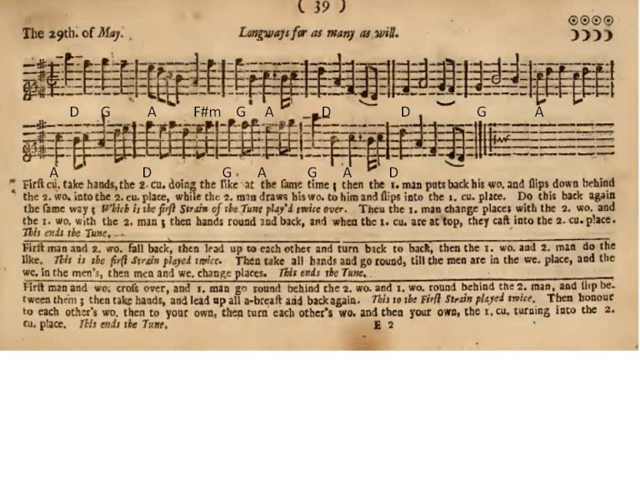 ( 39 )
The 29th. of May.
Longways for as many as will.
D G A F#m G A D D G A
A D G A G A D
First cu. take hands, the 2. cu. doing the like at the same time ; then the 1. man puts back his wo. and slips down behind
the 2. wo. into the 2. cu. place, while the 2. man draws his wo. to him and slips into the 1. cu. place. Do this back again
the same way ; Which is the first Strain of the Tune play'd twice over. Theu the 1. man change places with the 2. wo. and
the 1. wo. with the 2. man ; then hands round and back, and when the 1. cu. are at top, they cast into the 2. cu. place.
This ends the Tune.
First man and 2. wo. fall back, then lead up to each other and turn back to back, then the 1. wo. and 2. man do the
like. This is the first Strain played twice. Then take all hands and go round, till the men are in the we. place, and the
we. in the men's, then men and we. change places. This ends the Tune.
First man and 2. wo. cross over, and 1. man go round behind the 2. wo. and 1. wo. round behind the 2. man, and slip be-
tween them ; then take hands, and lead up all a-breast and back again. This to the First Strain played twice. Then honour
to each other's wo. then to your own, then turn each other's wo. and then your own, the 1. cu. turning into the 2.
cu. place. This ends the Tune.
E 2